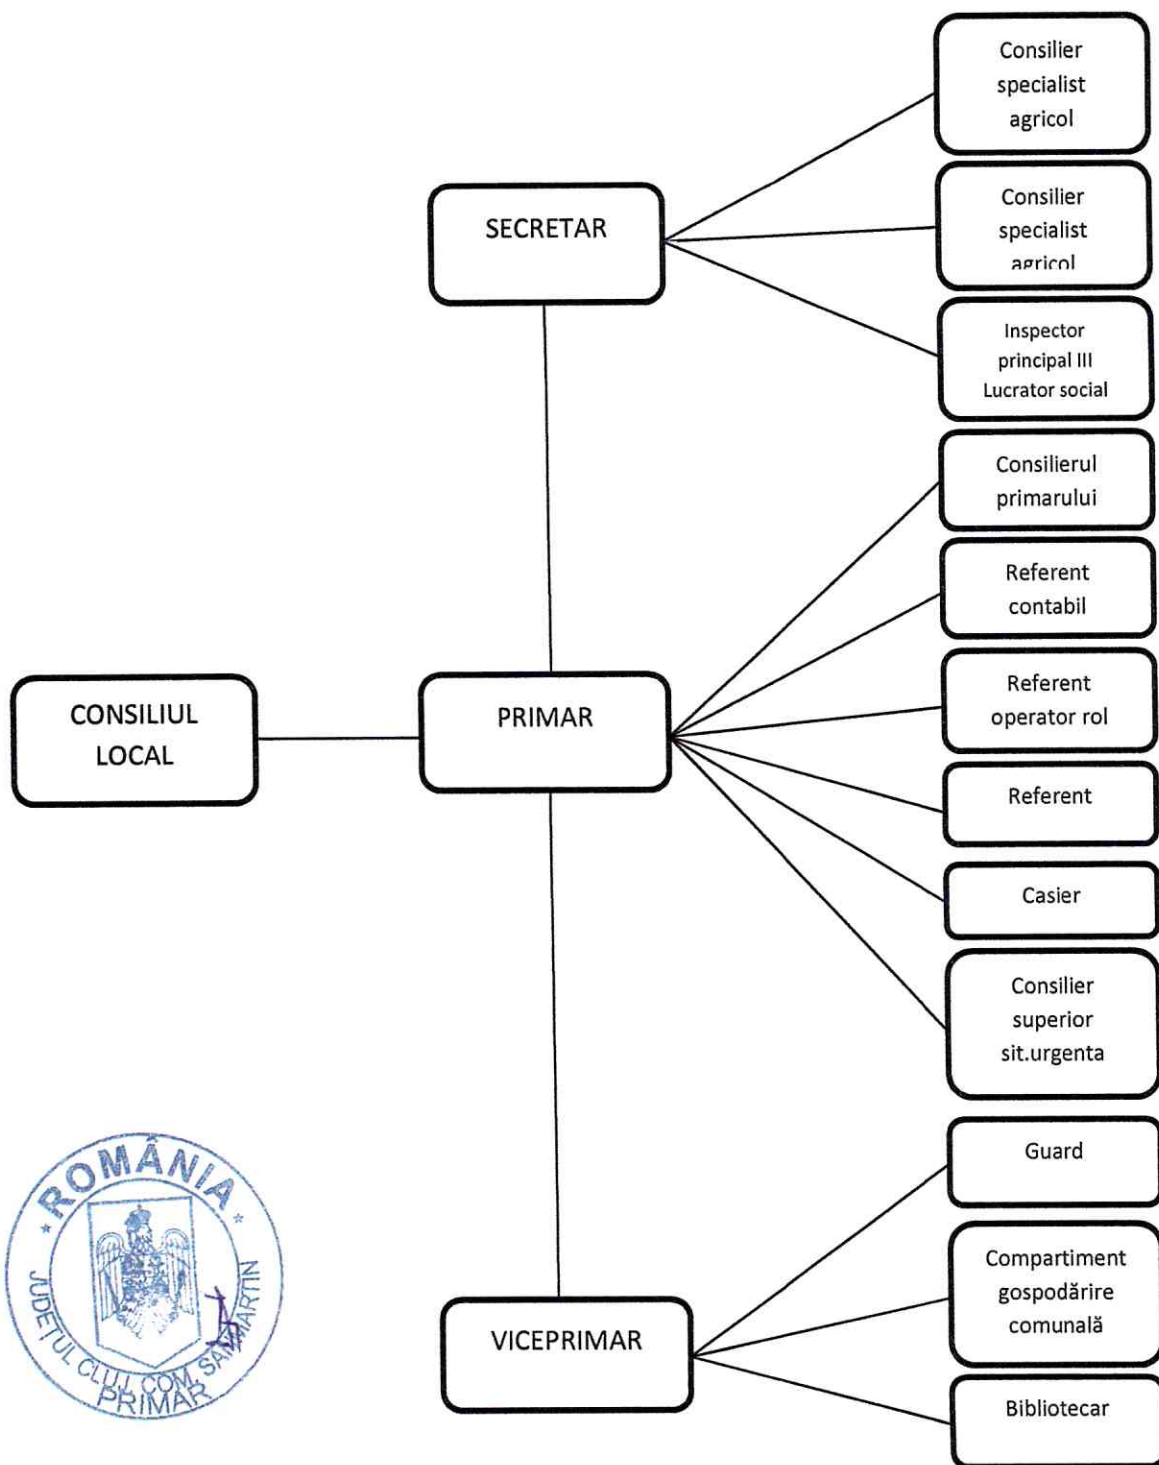 Consilier
specialist
agricol
SECRETAR
Consilier
specialist
agricol
Inspector
principal III
Lucrator social
Consilierul
primarului
Referent
contabil
CONSILIUL
LOCAL
PRIMAR
Referent
operator rol
Referent
Casier
Consilier
superior
sit.urgenta
Guard
Compartiment
gospodărire
comunală
VICEPRIMAR
Bibliotecar
ROMÂNIA
JUDEȚUL CLUJ COM. SÂNMARTIN
PRIMAR